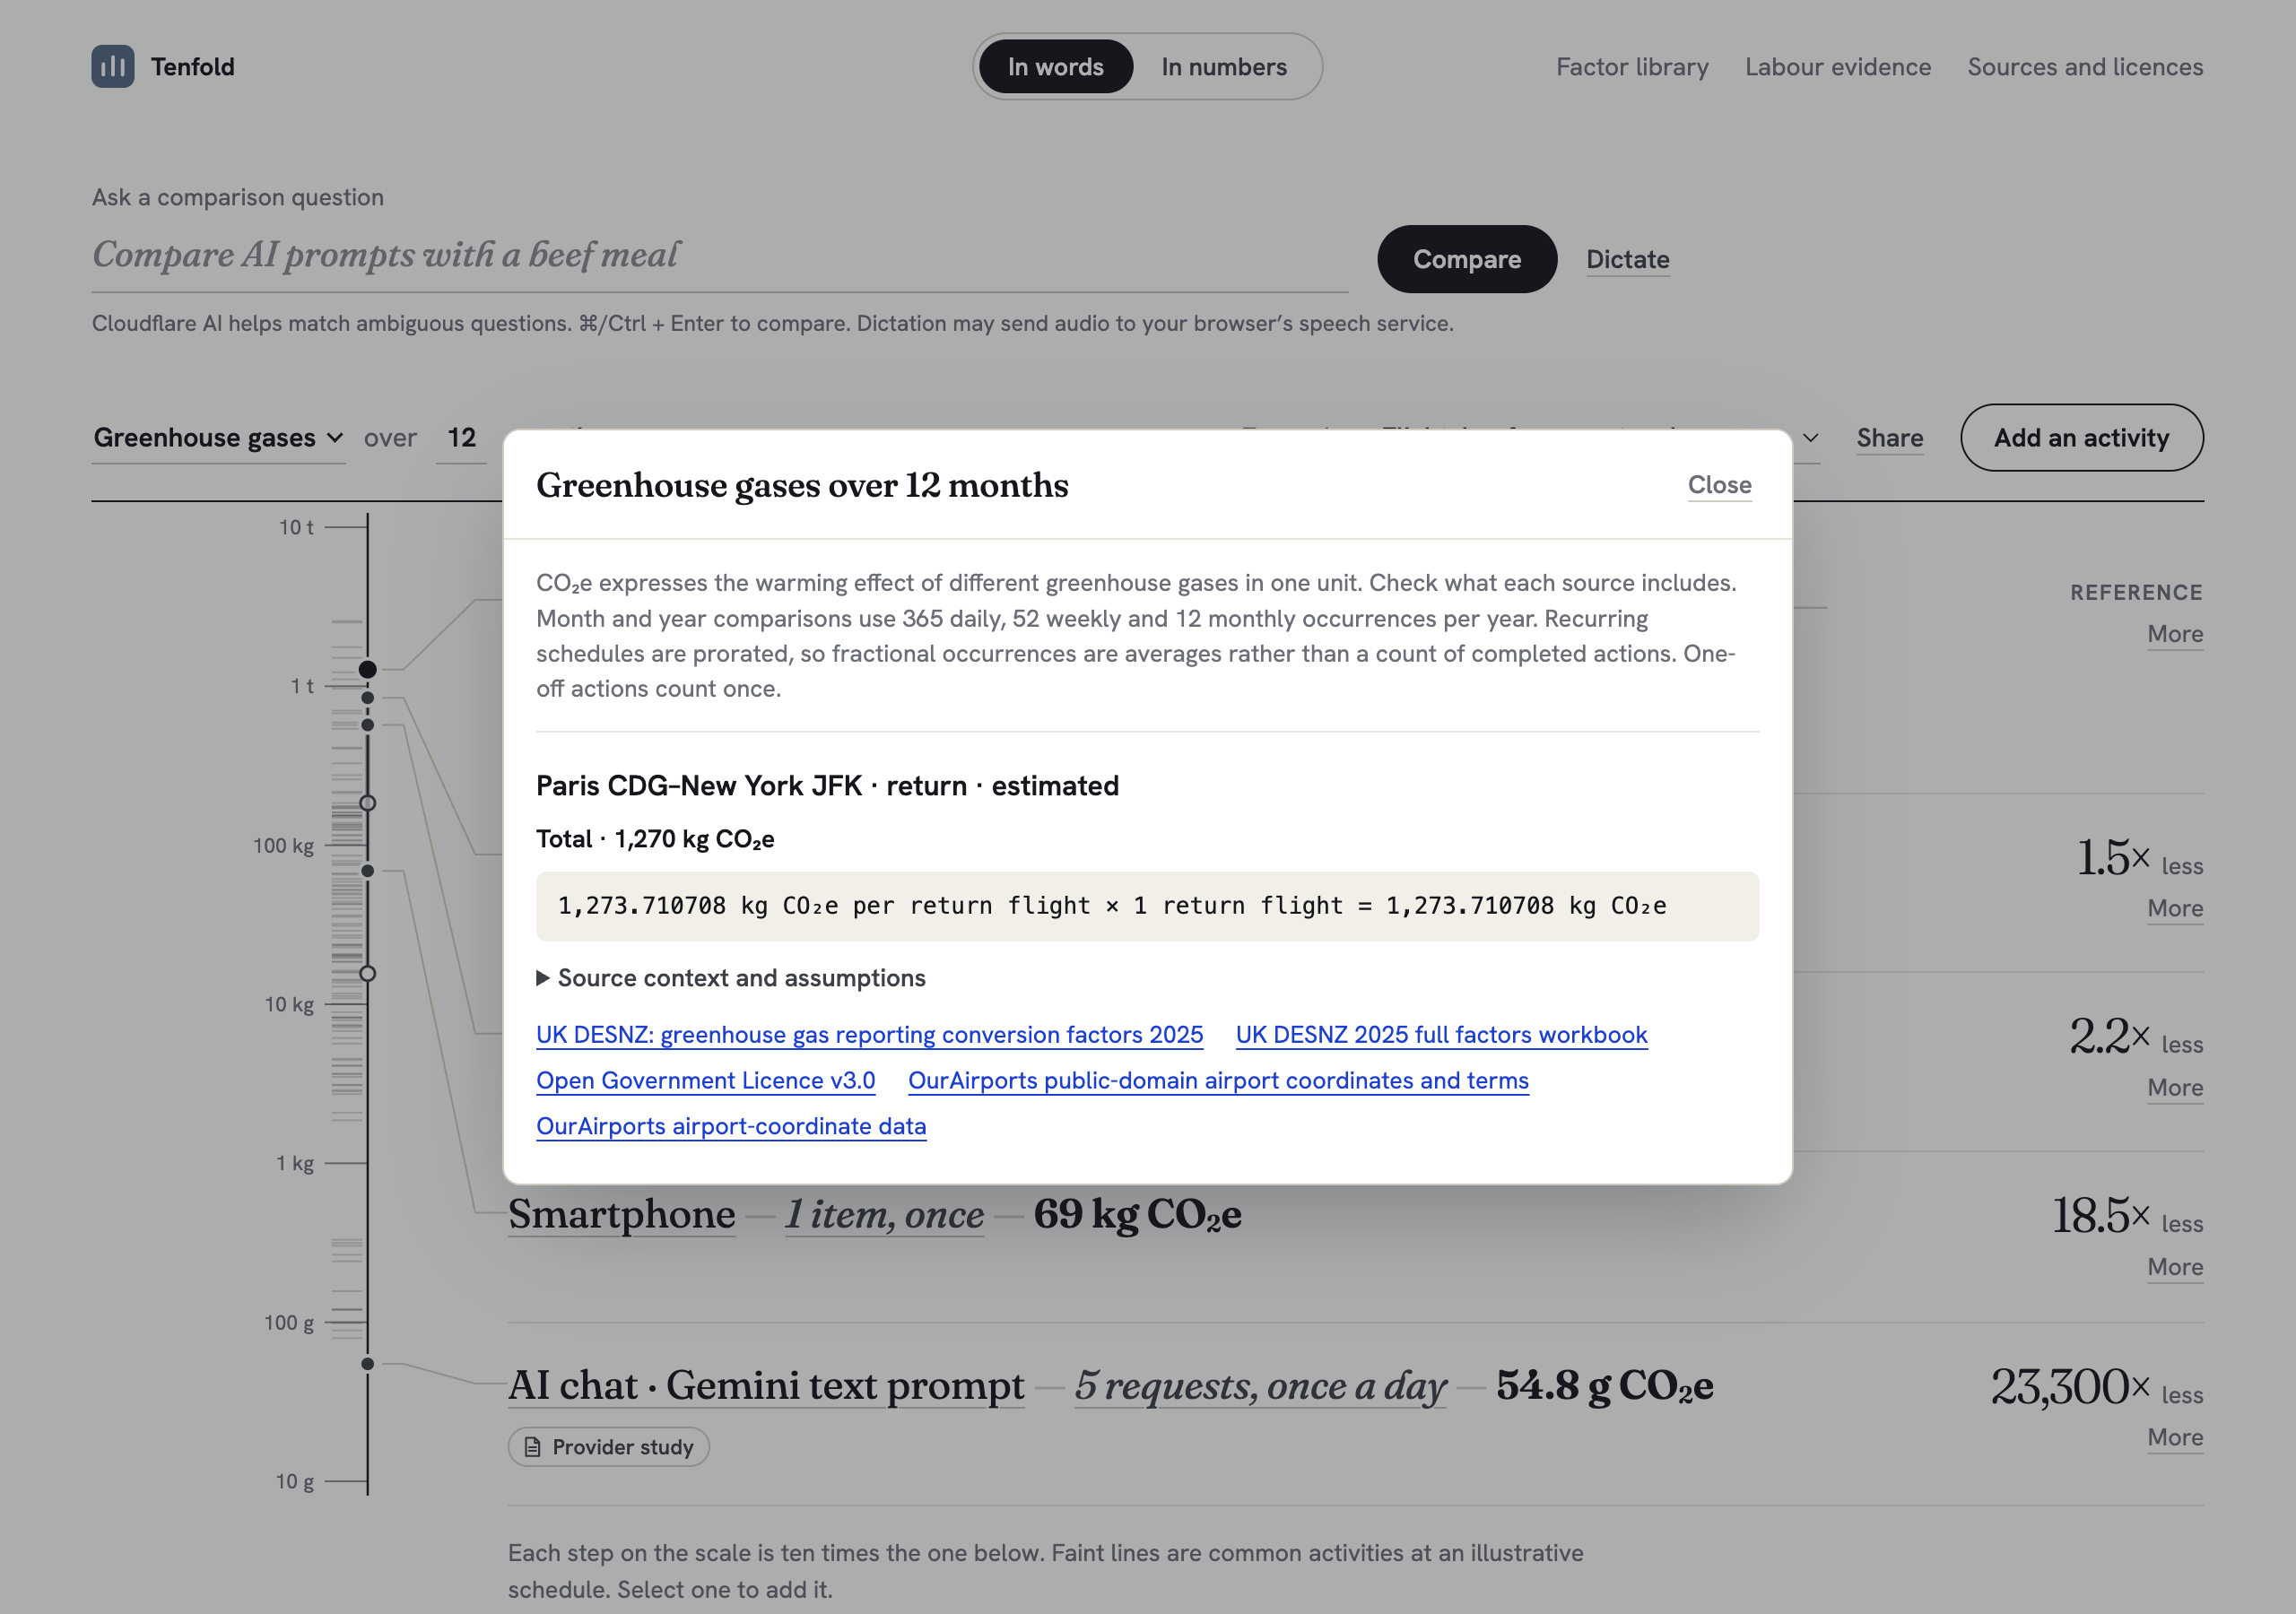 Tenfold
In words
In numbers
Factor library
Labour evidence
Sources and licences
Ask a comparison question
Compare AI prompts with a beef meal
Compare
Dictate
Cloudflare AI helps match ambiguous questions. ⌘/Ctrl + Enter to compare. Dictation may send audio to your browser’s speech service.
Greenhouse gases
over
12
Share
Add an activity
Greenhouse gases over 12 months
Close
CO₂e expresses the warming effect of different greenhouse gases in one unit. Check what each source includes.
Month and year comparisons use 365 daily, 52 weekly and 12 monthly occurrences per year. Recurring
schedules are prorated, so fractional occurrences are averages rather than a count of completed actions. One-
off actions count once.
Paris CDG–New York JFK · return · estimated
Total · 1,270 kg CO₂e
1,273.710708 kg CO₂e per return flight × 1 return flight = 1,273.710708 kg CO₂e
▶ Source context and assumptions
UK DESNZ: greenhouse gas reporting conversion factors 2025
UK DESNZ 2025 full factors workbook
Open Government Licence v3.0
OurAirports public-domain airport coordinates and terms
OurAirports airport-coordinate data
10 t
1 t
100 kg
10 kg
1 kg
100 g
10 g
REFERENCE
More
1.5× less
More
2.2× less
More
Smartphone — 1 item, once — 69 kg CO₂e
18.5× less
More
AI chat · Gemini text prompt — 5 requests, once a day — 54.8 g CO₂e
23,300× less
Provider study
More
Each step on the scale is ten times the one below. Faint lines are common activities at an illustrative
schedule. Select one to add it.